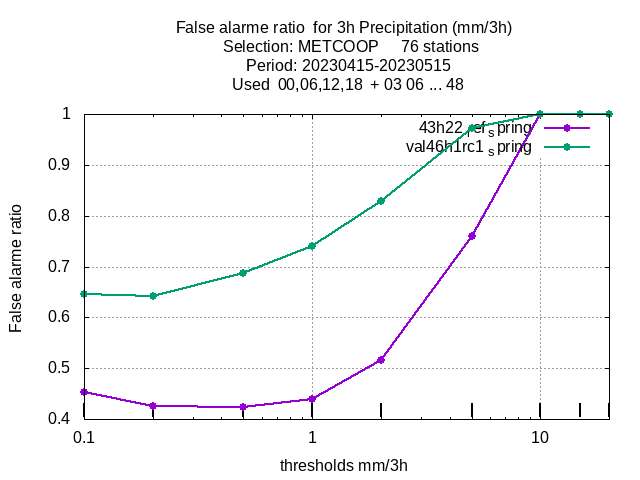 False alarme ratio for 3h Precipitation (mm/3h)
Selection: METCOOP 76 stations
Period: 20230415-20230515
Used 00,06,12,18 + 03 06 ... 48
False alarme ratio
1
0.9
0.8
0.7
0.6
0.5
0.4
43h22_ref_spring
val46h1rc1_spring
0.1 1 10
thresholds mm/3h